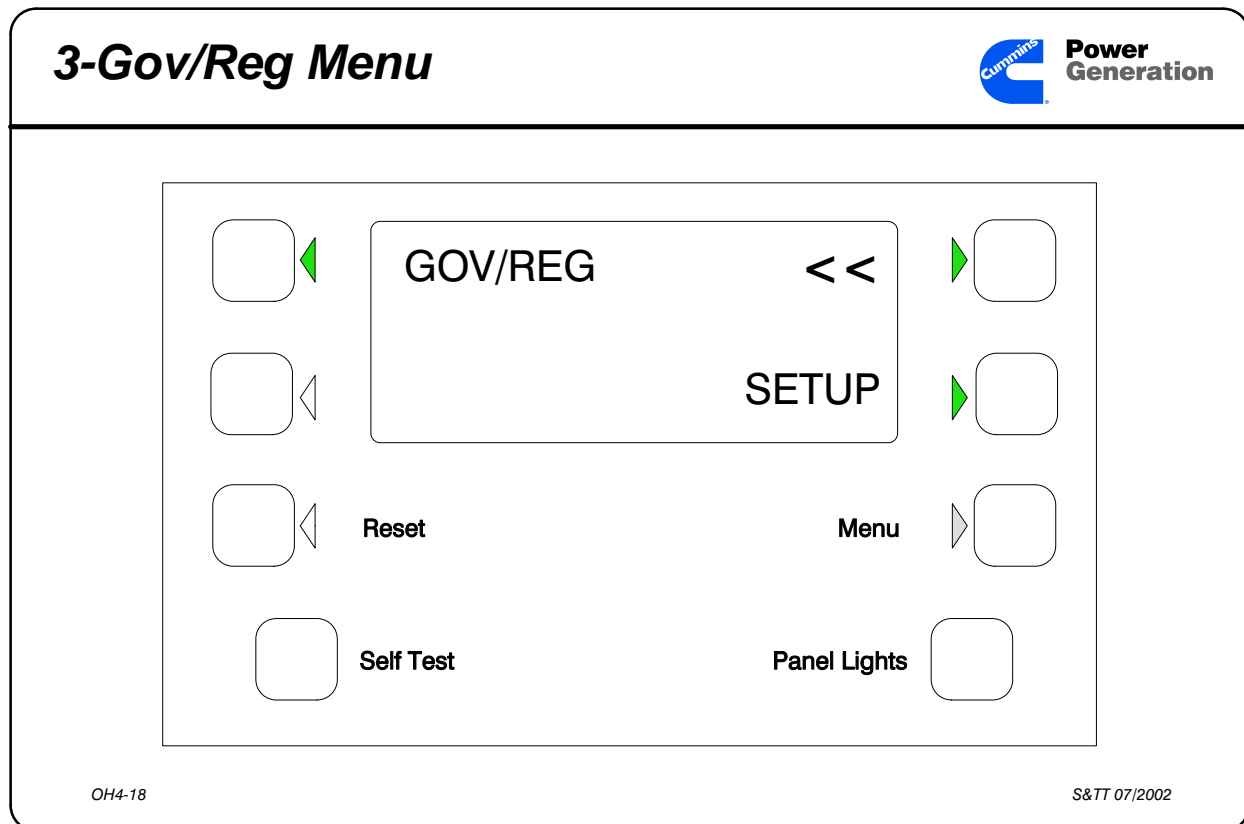 3-Gov/Reg Menu
Cummins
Power
Generation
GOV/REG <<
SETUP
Reset Menu
Self Test Panel Lights
OH4-18 S&TT 07/2002